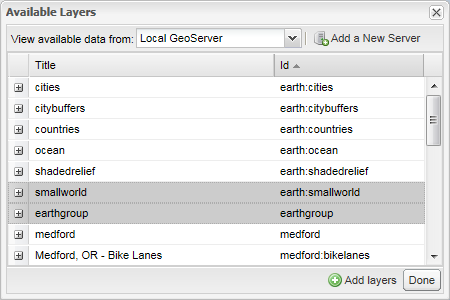 Available Layers
View available data from: Local GeoServer Add a New Server
Title Id
cities earth:cities
citybuffers earth:citybuffers
countries earth:countries
ocean earth:ocean
shadedrelief earth:shadedrelief
smallworld earth:smallworld
earthgroup earthgroup
medford medford
Medford, OR - Bike Lanes medford:bikelanes
Add layers Done